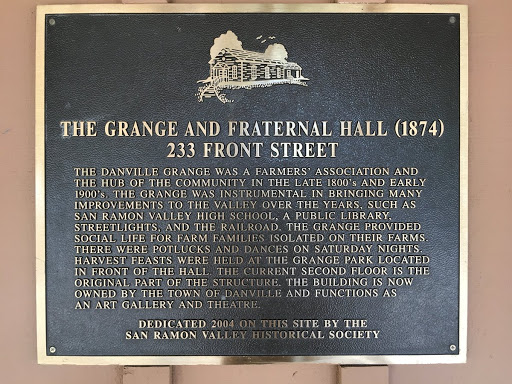 THE GRANGE AND FRATERNAL HALL (1874)
233 FRONT STREET
THE DANVILLE GRANGE WAS A FARMERS' ASSOCIATION AND
THE HUB OF THE COMMUNITY IN THE LATE 1800's AND EARLY
1900's. THE GRANGE WAS INSTRUMENTAL IN BRINGING MANY
IMPROVEMENTS TO THE VALLEY OVER THE YEARS, SUCH AS
SAN RAMON VALLEY HIGH SCHOOL, A PUBLIC LIBRARY,
STREETLIGHTS, AND THE RAILROAD. THE GRANGE PROVIDED
SOCIAL LIFE FOR FARM FAMILIES ISOLATED ON THEIR FARMS.
THERE WERE POTLUCKS AND DANCES ON SATURDAY NIGHTS.
HARVEST FEASTS WERE HELD AT THE GRANGE PARK LOCATED
IN FRONT OF THE HALL. THE CURRENT SECOND FLOOR IS THE
ORIGINAL PART OF THE STRUCTURE. THE BUILDING IS NOW
OWNED BY THE TOWN OF DANVILLE AND FUNCTIONS AS
AN ART GALLERY AND THEATRE.
DEDICATED 2004 ON THIS SITE BY THE
SAN RAMON VALLEY HISTORICAL SOCIETY